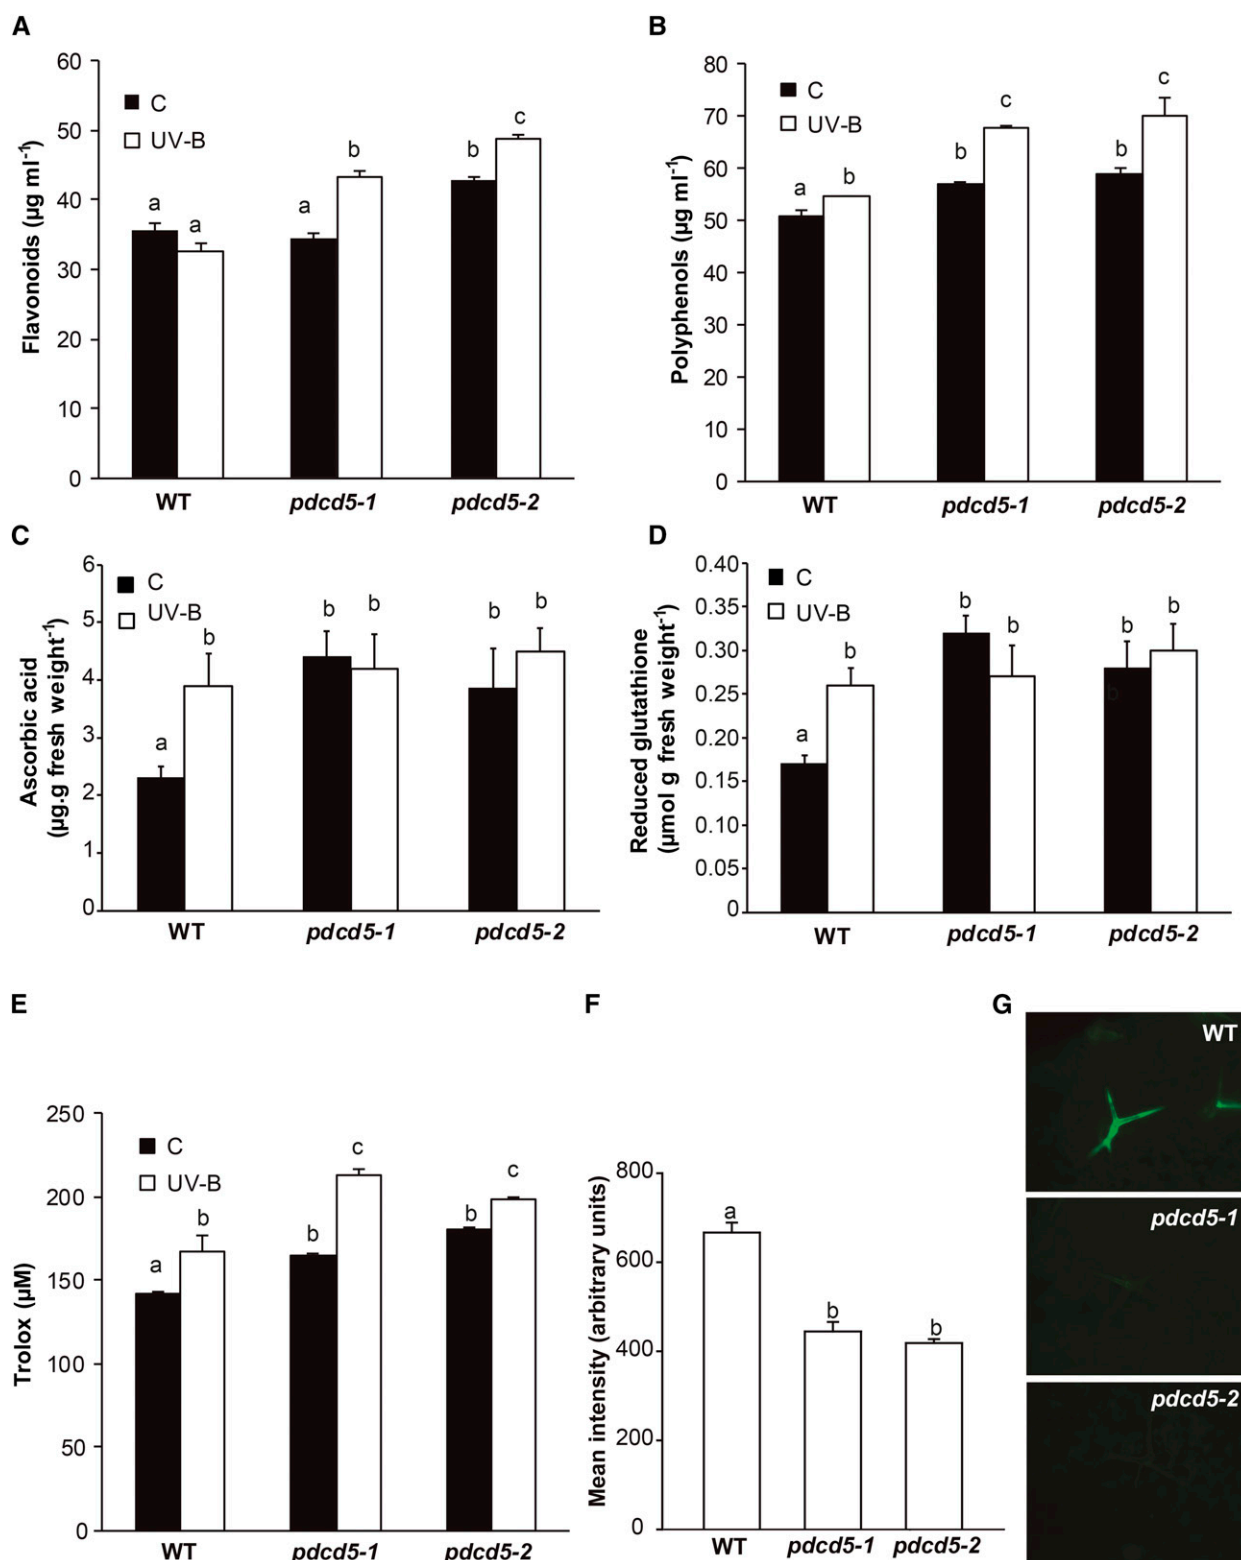 A
Flavonoids (µg ml⁻¹)
60
50
40
30
20
10
0
C
UV-B
a
a
a
b
b
c
WT
pdcd5-1
pdcd5-2
B
Polyphenols (µg ml⁻¹)
80
70
60
50
40
30
20
10
0
C
UV-B
a
b
b
c
b
c
WT
pdcd5-1
pdcd5-2
C
Ascorbic acid
(µg.g fresh weight⁻¹)
6
5
4
3
2
1
0
C
UV-B
a
b
b
b
b
b
WT
pdcd5-1
pdcd5-2
D
Reduced glutathione
(µmol g fresh weight⁻¹)
0.40
0.35
0.30
0.25
0.20
0.15
0.10
0.05
0
C
UV-B
a
b
b
b
b
b
b
WT
pdcd5-1
pdcd5-2
E
Trolox (µM)
250
200
150
100
50
0
C
UV-B
a
b
b
c
b
c
WT
pdcd5-1
pdcd5-2
F
Mean intensity (arbitrary units)
800
600
400
200
0
a
b
b
WT
pdcd5-1
pdcd5-2
G
WT
pdcd5-1
pdcd5-2